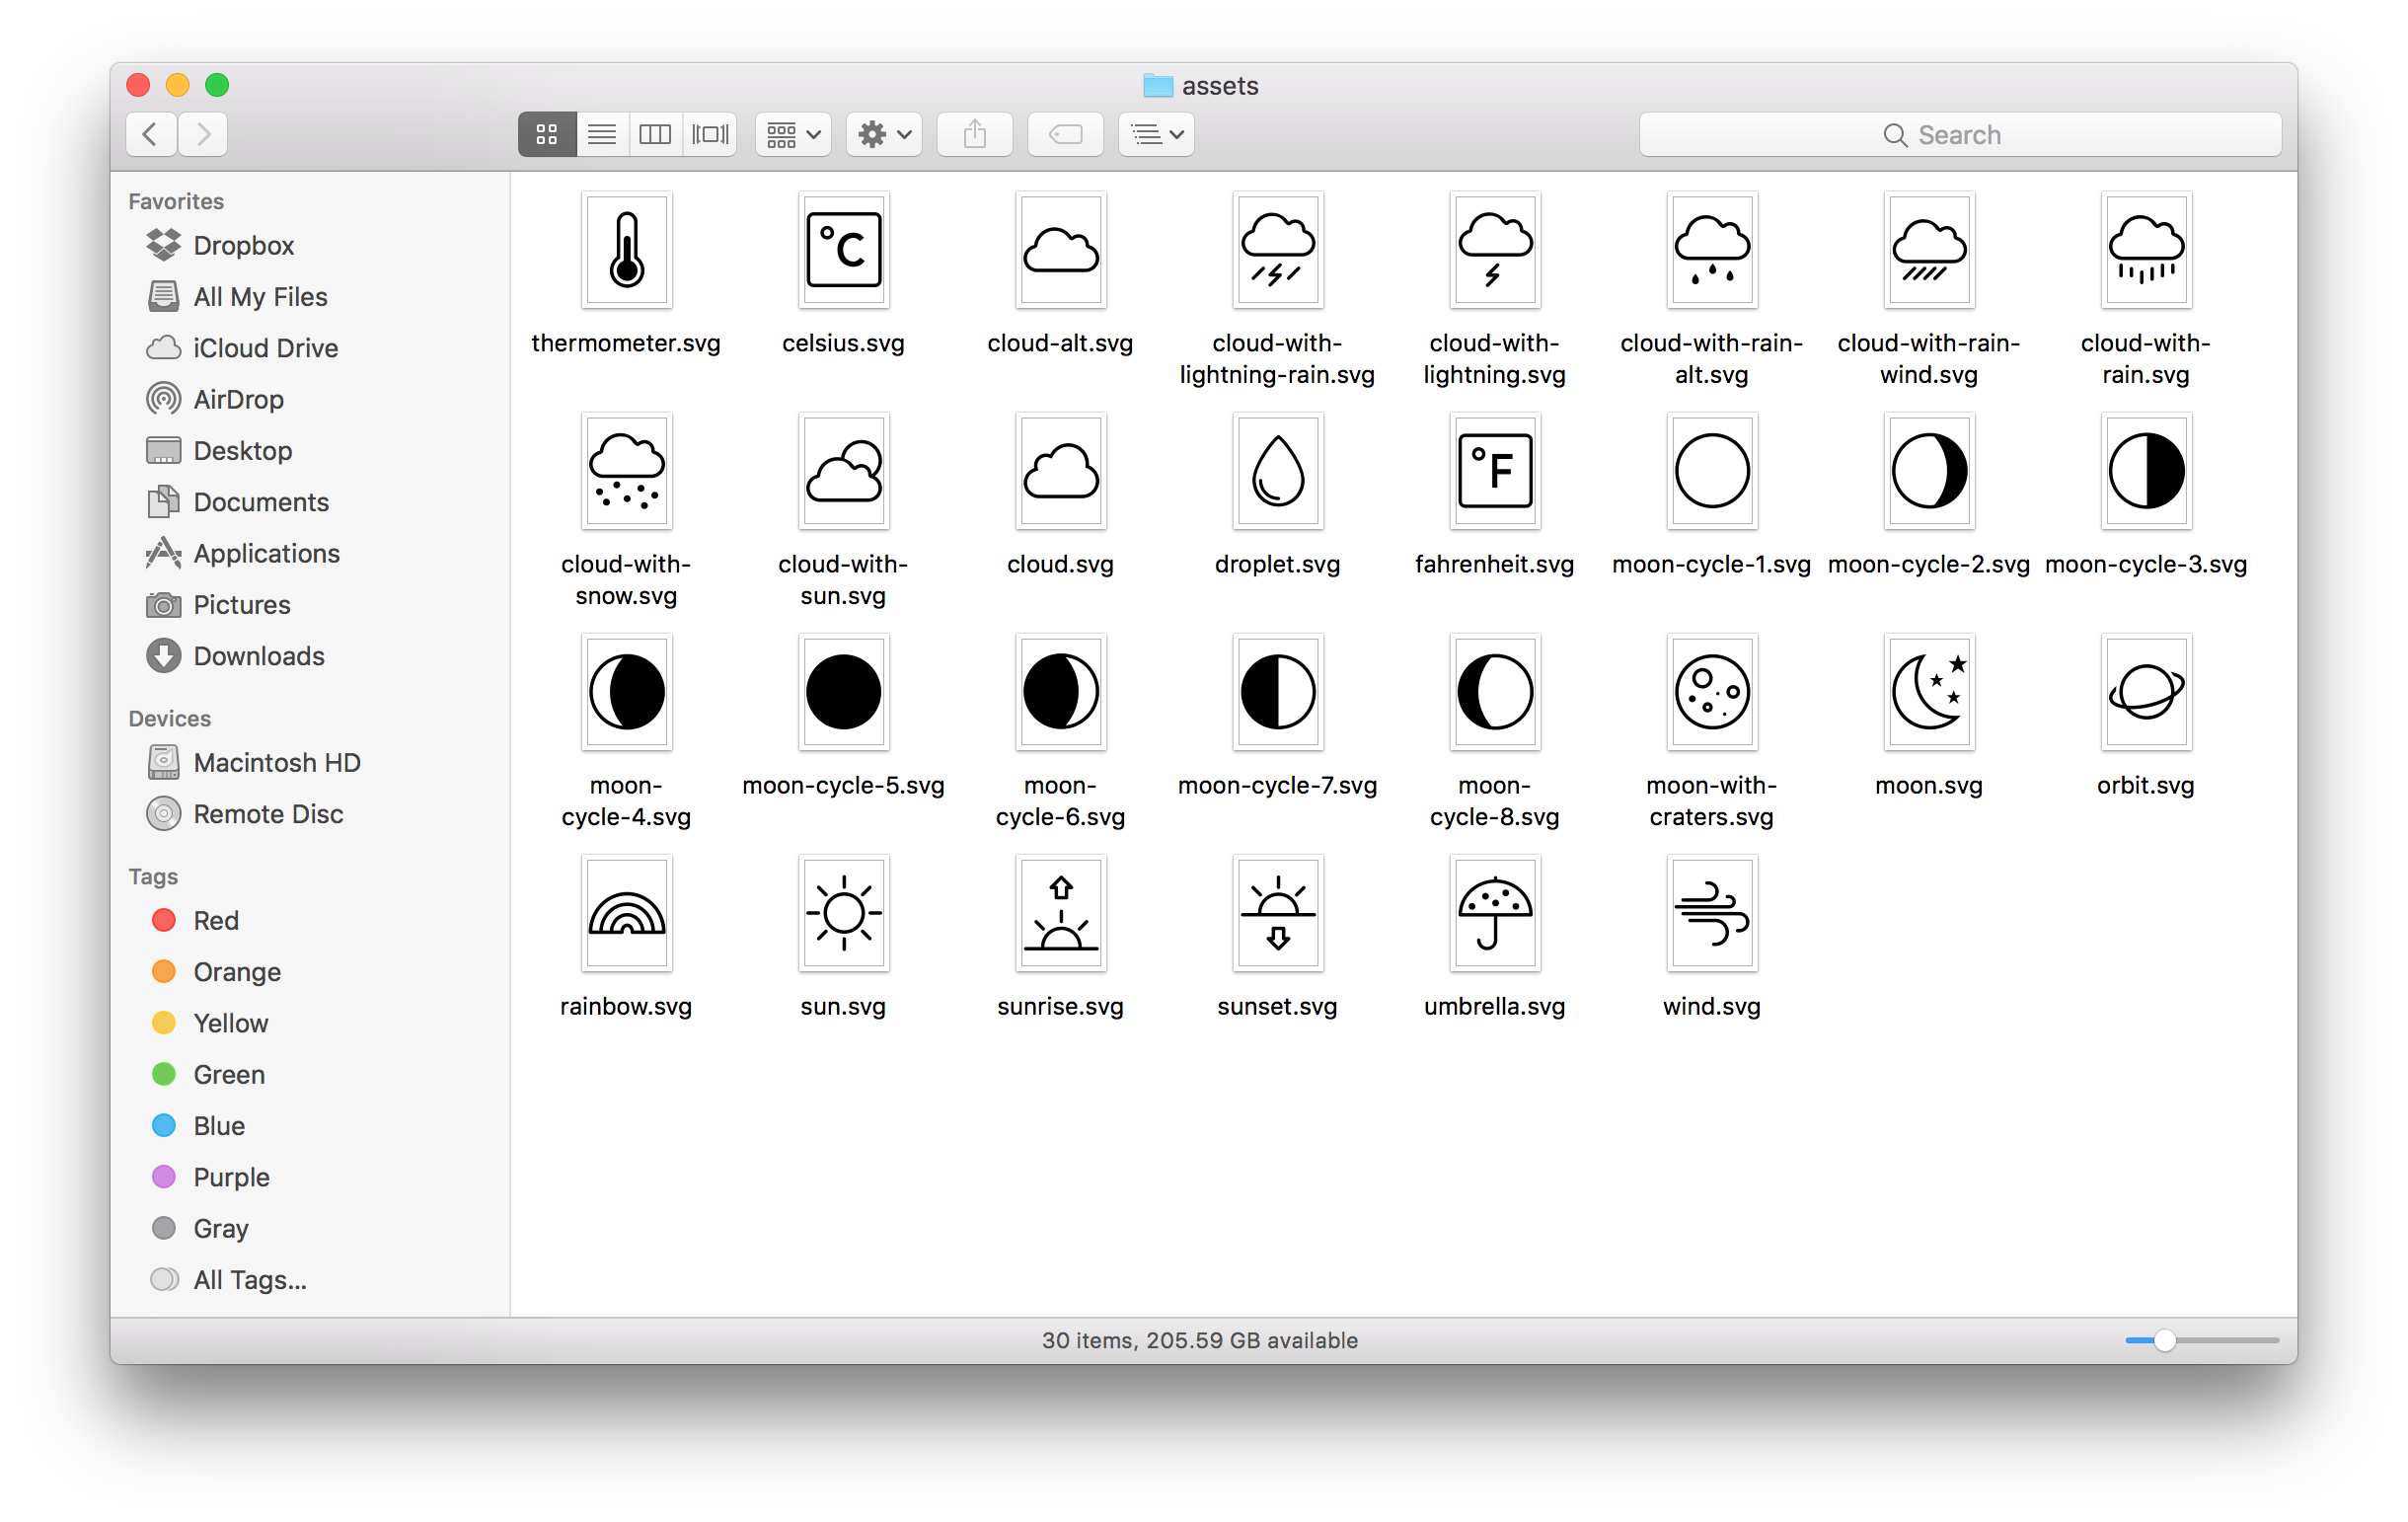 assets
Search
Favorites
Dropbox
All My Files
iCloud Drive
AirDrop
Desktop
Documents
Applications
Pictures
Downloads
Devices
Macintosh HD
Remote Disc
Tags
Red
Orange
Yellow
Green
Blue
Purple
Gray
All Tags...
°C
thermometer.svg
celsius.svg
cloud-alt.svg
cloud-with-
lightning-rain.svg
cloud-with-
lightning.svg
cloud-with-rain-
alt.svg
cloud-with-rain-
wind.svg
cloud-with-
rain.svg
°F
cloud-with-
snow.svg
cloud-with-
sun.svg
cloud.svg
droplet.svg
fahrenheit.svg
moon-cycle-1.svg
moon-cycle-2.svg
moon-cycle-3.svg
moon-
cycle-4.svg
moon-cycle-5.svg
moon-
cycle-6.svg
moon-cycle-7.svg
moon-
cycle-8.svg
moon-with-
craters.svg
moon.svg
orbit.svg
rainbow.svg
sun.svg
sunrise.svg
sunset.svg
umbrella.svg
wind.svg
30 items, 205.59 GB available